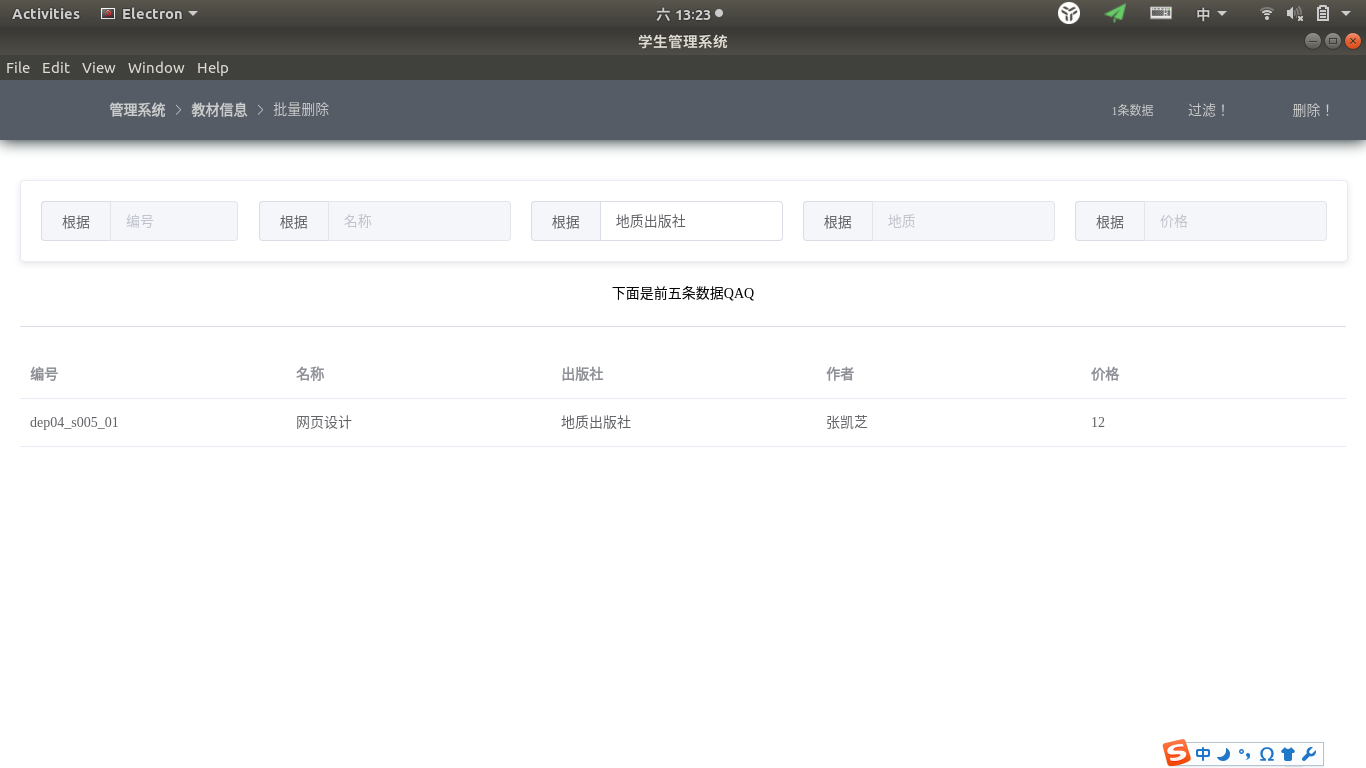 Activities Electron 六 13:23 中
学生管理系统
File Edit View Window Help
管理系统 教材信息 批量删除 1条数据 过滤！ 删除！
根据 编号 根据 名称 根据 地质出版社 根据 地质 根据 价格
下面是前五条数据QAQ
编号 名称 出版社 作者 价格
dep04_s005_01 网页设计 地质出版社 张凯芝 12
S 中